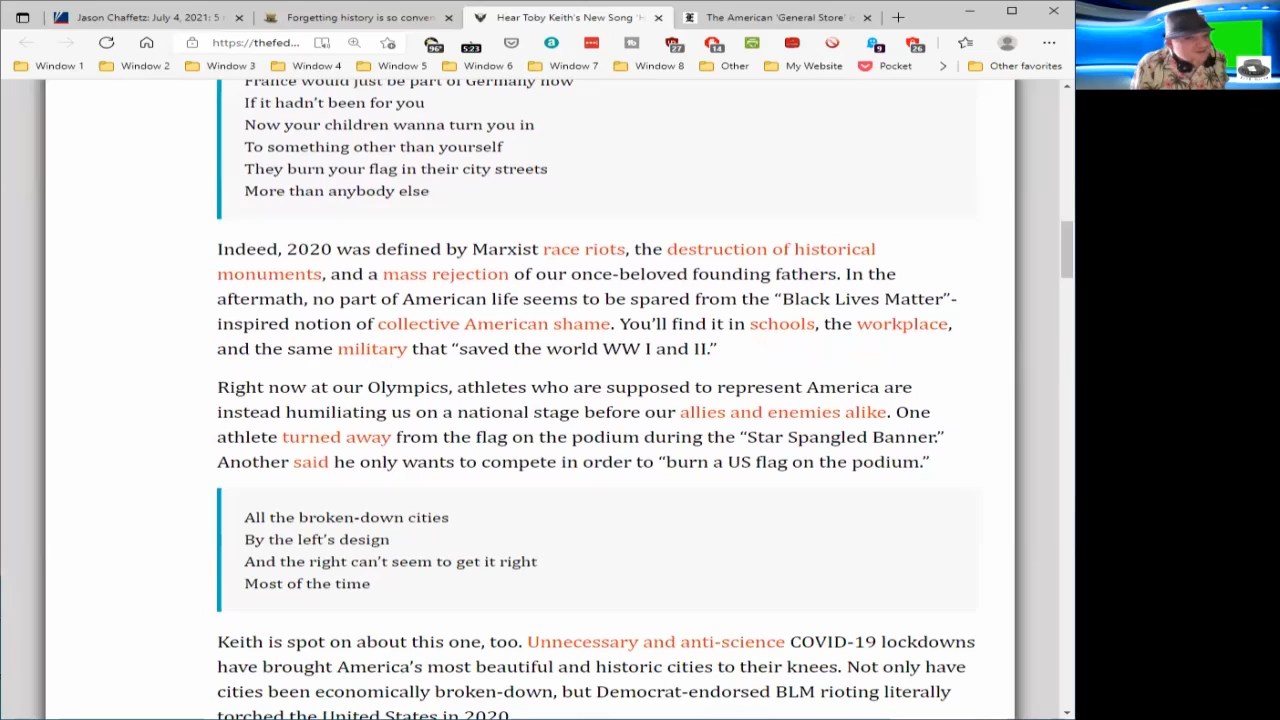 Jason Chaffetz: July 4, 2021: 5
Forgetting history is so conven
Hear Toby Keith's New Song 'H
The American 'General Store'
https://thefed...
96°
5:23
27
14
9
26
Window 1
Window 2
Window 3
Window 4
Window 5
Window 6
Window 7
Window 8
Other
My Website
Pocket
Other favorites
France would just be part of Germany now
If it hadn't been for you
Now your children wanna turn you in
To something other than yourself
They burn your flag in their city streets
More than anybody else
Indeed, 2020 was defined by Marxist race riots, the destruction of historical
monuments, and a mass rejection of our once-beloved founding fathers. In the
aftermath, no part of American life seems to be spared from the “Black Lives Matter”-
inspired notion of collective American shame. You’ll find it in schools, the workplace,
and the same military that “saved the world WW I and II.”
Right now at our Olympics, athletes who are supposed to represent America are
instead humiliating us on a national stage before our allies and enemies alike. One
athlete turned away from the flag on the podium during the “Star Spangled Banner.”
Another said he only wants to compete in order to “burn a US flag on the podium.”
All the broken-down cities
By the left’s design
And the right can’t seem to get it right
Most of the time
Keith is spot on about this one, too. Unnecessary and anti-science COVID-19 lockdowns
have brought America’s most beautiful and historic cities to their knees. Not only have
cities been economically broken-down, but Democrat-endorsed BLM rioting literally
torched the United States in 2020.